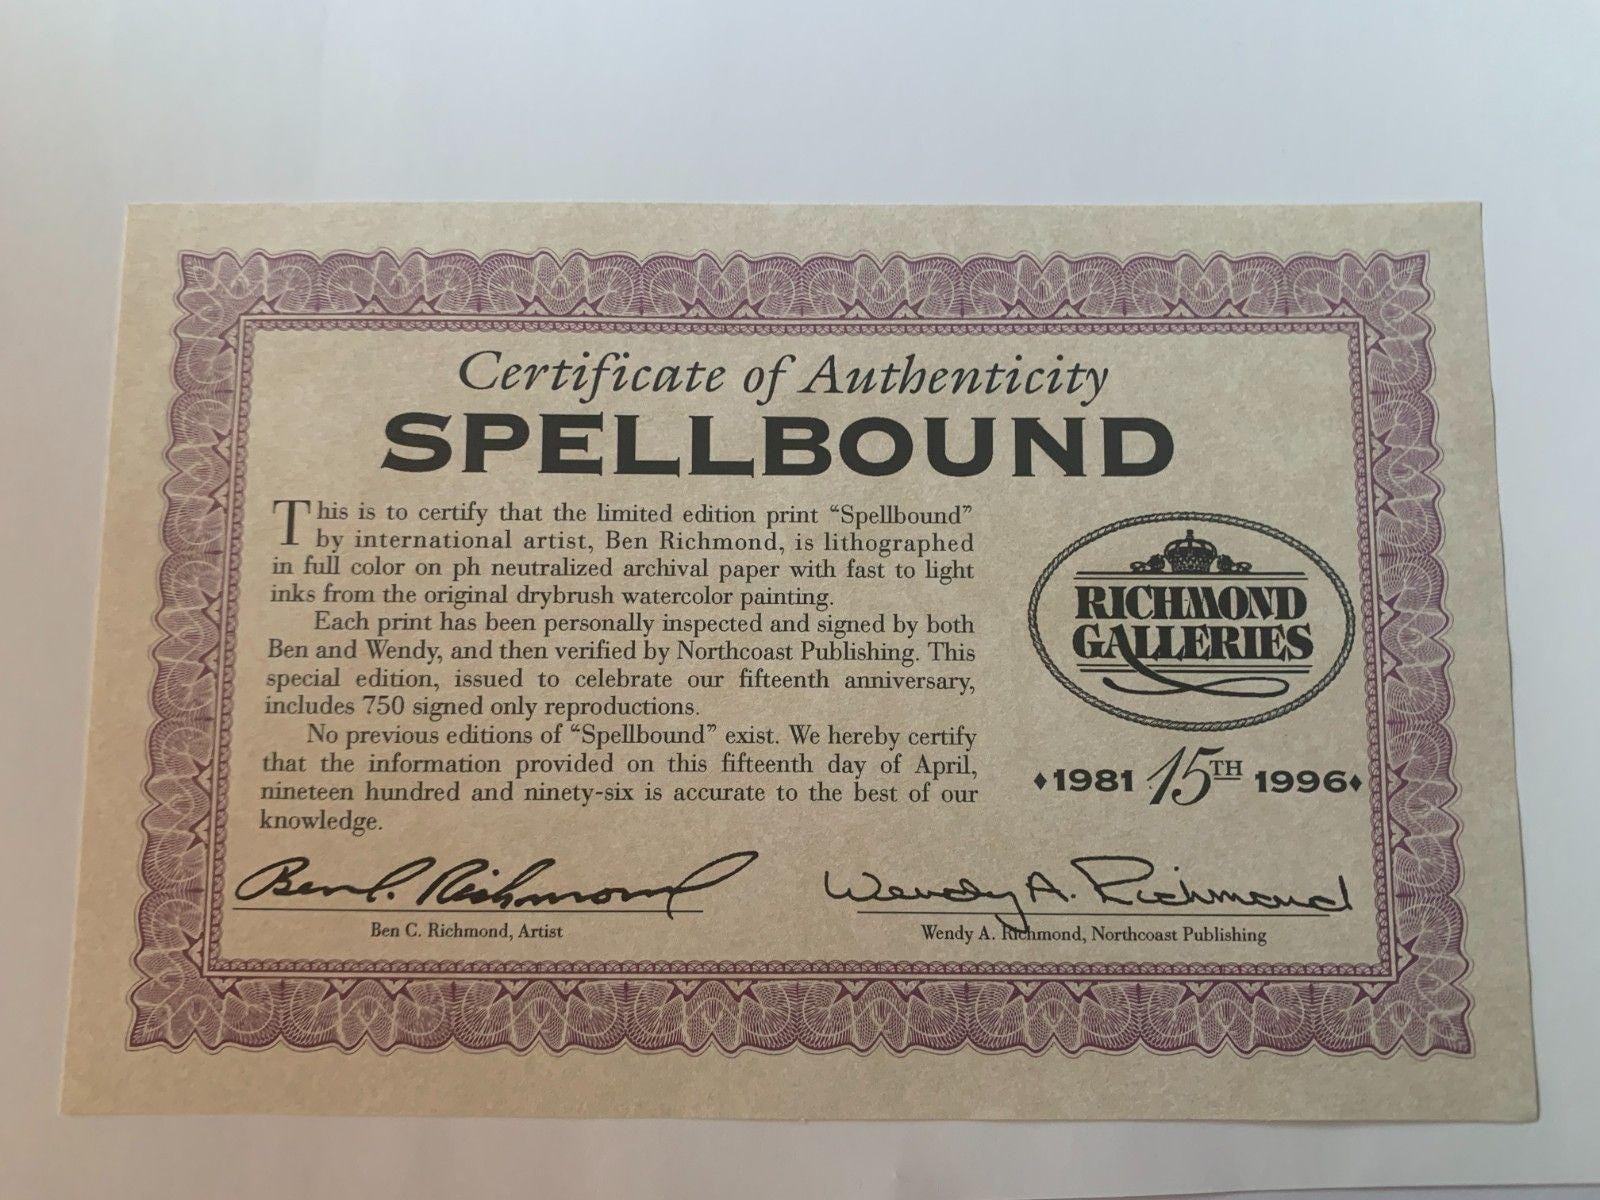 Certificate of Authenticity
SPELLBOUND
This is to certify that the limited edition print “Spellbound”
by international artist, Ben Richmond, is lithographed
in full color on ph neutralized archival paper with fast to light
inks from the original drybrush watercolor painting.
Each print has been personally inspected and signed by both
Ben and Wendy, and then verified by Northcoast Publishing. This
special edition, issued to celebrate our fifteenth anniversary,
includes 750 signed only reproductions.
No previous editions of “Spellbound” exist. We hereby certify
that the information provided on this fifteenth day of April,
nineteen hundred and ninety-six is accurate to the best of our
knowledge.
RICHMOND
GALLERIES
♦1981 15TH 1996♦
Ben C. Richmond
Ben C. Richmond, Artist
Wendy A. Richmond
Wendy A. Richmond, Northcoast Publishing